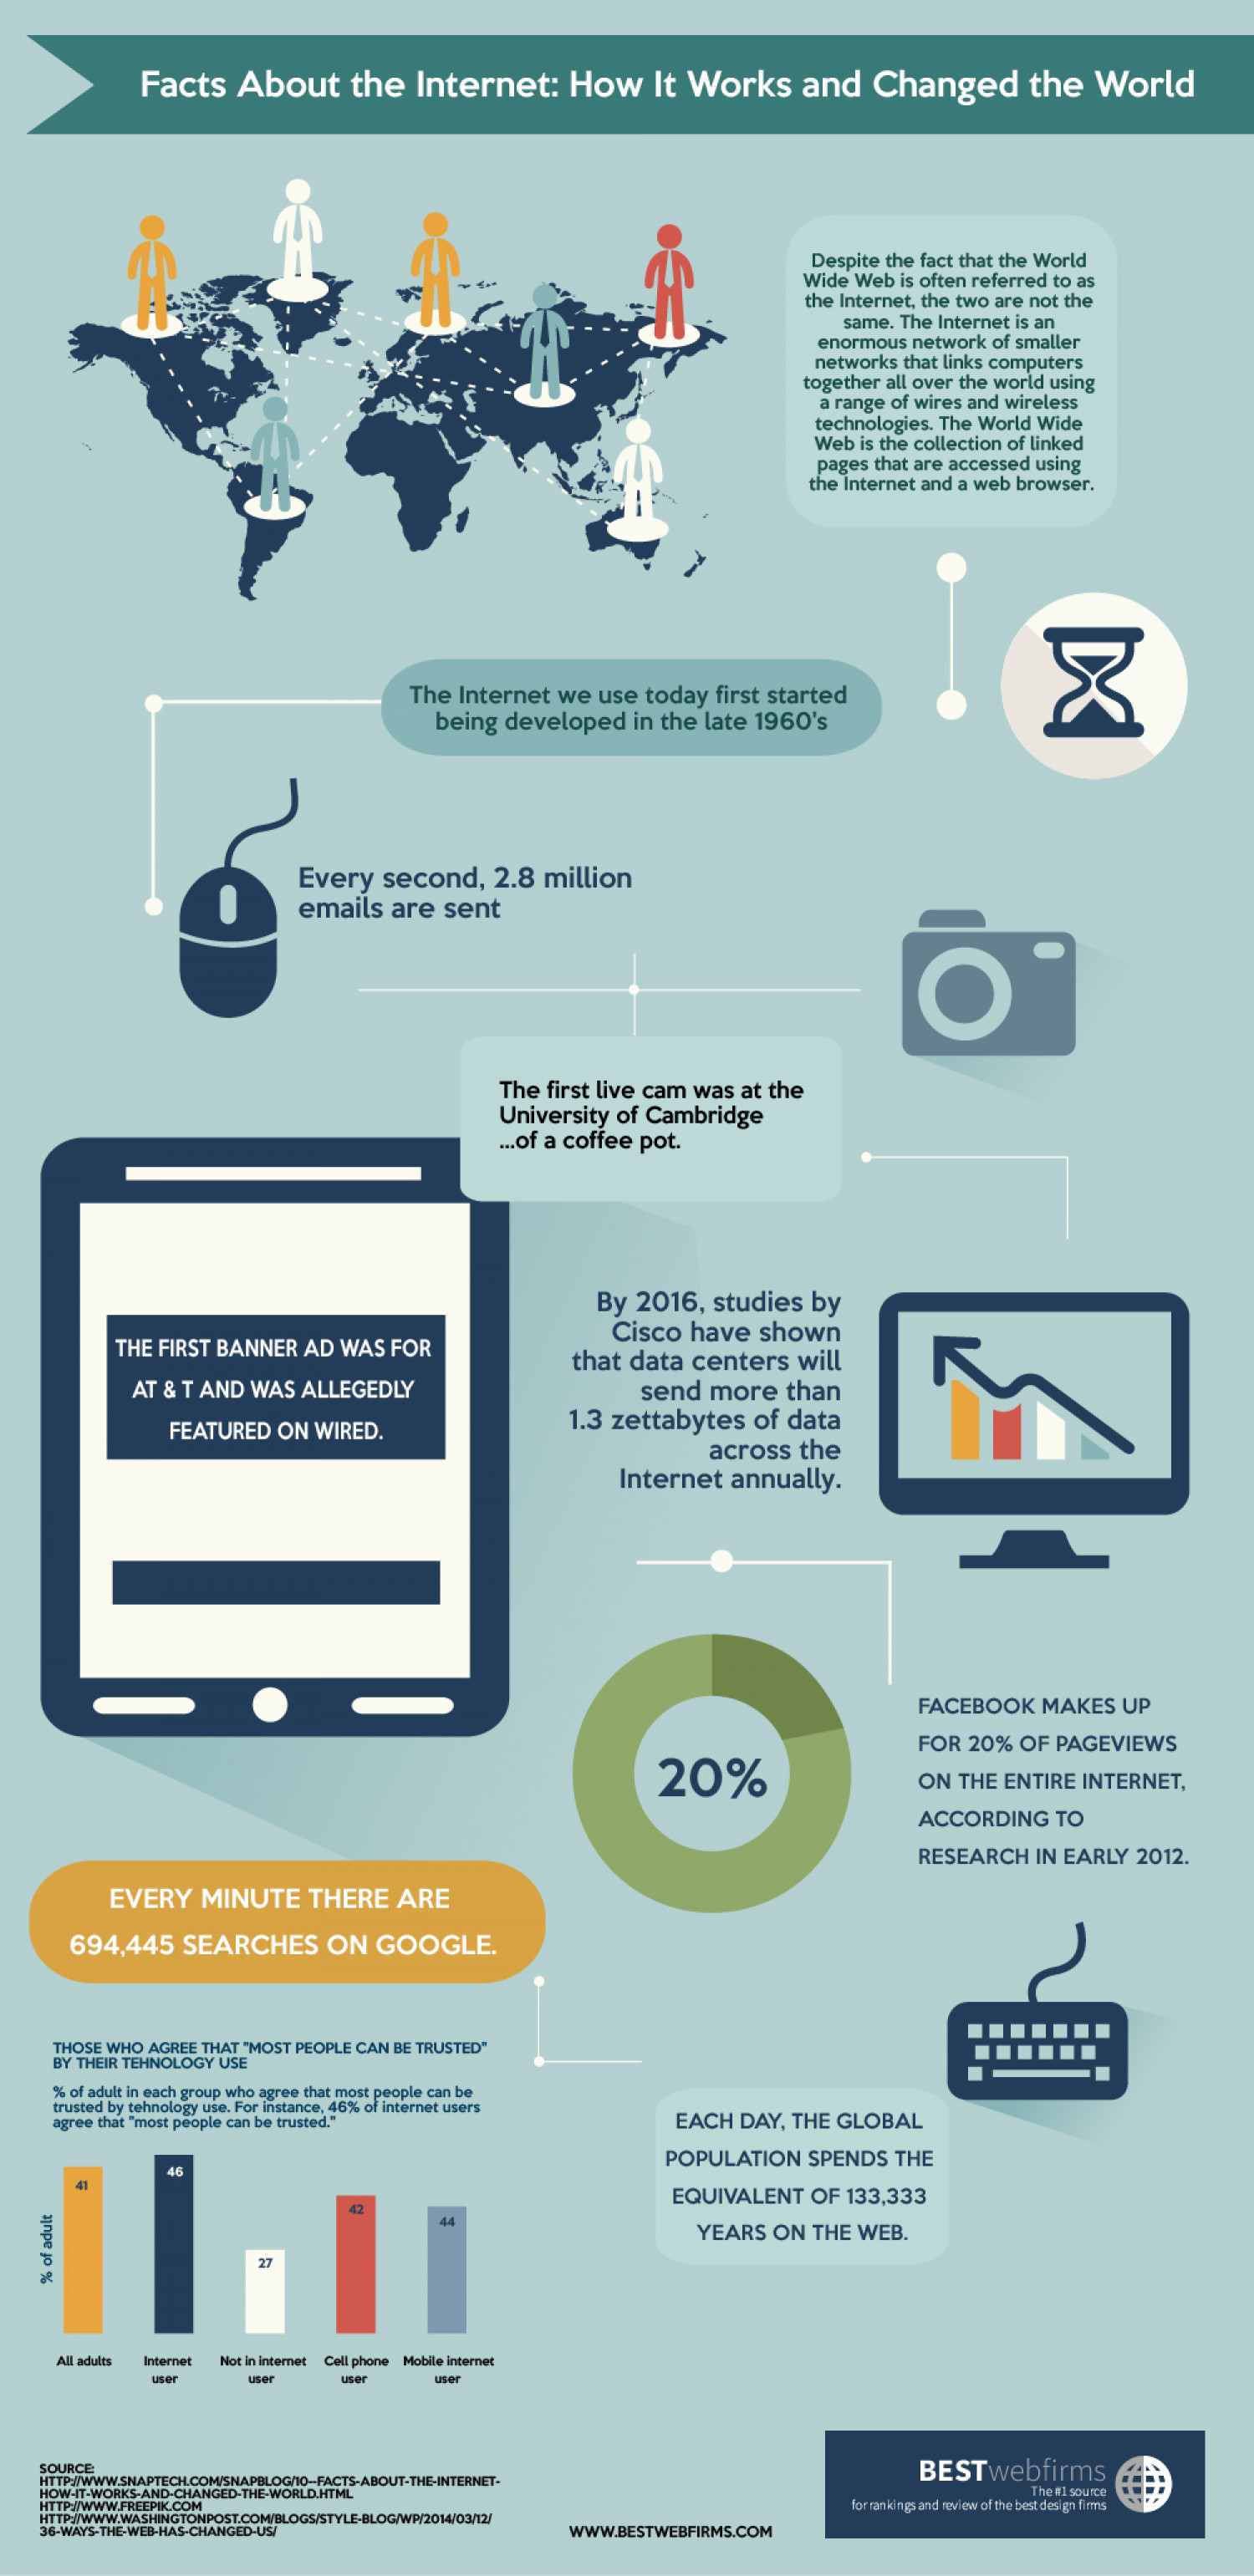 Facts About the Internet: How It Works and Changed the World
Despite the fact that the World
Wide Web is often referred to as
the Internet, the two are not the
same. The Internet is an
enormous network of smaller
networks that links computers
together all over the world using
a range of wires and wireless
technologies. The World Wide
Web is the collection of linked
pages that are accessed using
the Internet and a web browser.
The Internet we use today first started
being developed in the late 1960's
Every second, 2.8 million
emails are sent
The first live cam was at the
University of Cambridge
...of a coffee pot.
THE FIRST BANNER AD WAS FOR
AT & T AND WAS ALLEGEDLY
FEATURED ON WIRED.
By 2016, studies by
Cisco have shown
that data centers will
send more than
1.3 zettabytes of data
across the
Internet annually.
20%
FACEBOOK MAKES UP
FOR 20% OF PAGEVIEWS
ON THE ENTIRE INTERNET,
ACCORDING TO
RESEARCH IN EARLY 2012.
EVERY MINUTE THERE ARE
694,445 SEARCHES ON GOOGLE.
THOSE WHO AGREE THAT "MOST PEOPLE CAN BE TRUSTED"
BY THEIR TEHNOLOGY USE
% of adult in each group who agree that most people can be
trusted by tehnology use. For instance, 46% of internet users
agree that "most people can be trusted."
% of adult
41
46
27
42
44
All adults
Internet
user
Not in internet
user
Cell phone
user
Mobile internet
user
EACH DAY, THE GLOBAL
POPULATION SPENDS THE
EQUIVALENT OF 133,333
YEARS ON THE WEB.
SOURCE:
HTTP://WWW.SNAPTECH.COM/SNAPBLOG/10--FACTS-ABOUT-THE-INTERNET-
HOW-IT-WORKS-AND-CHANGED-THE-WORLD.HTML
HTTP://WWW.FREEPIK.COM
HTTP://WWW.WASHINGTONPOST.COM/BLOGS/STYLE-BLOG/WP/2014/03/12/
36-WAYS-THE-WEB-HAS-CHANGED-US/
WWW.BESTWEBFIRMS.COM
BESTwebfirms
The #1 source
for rankings and review of the best design firms